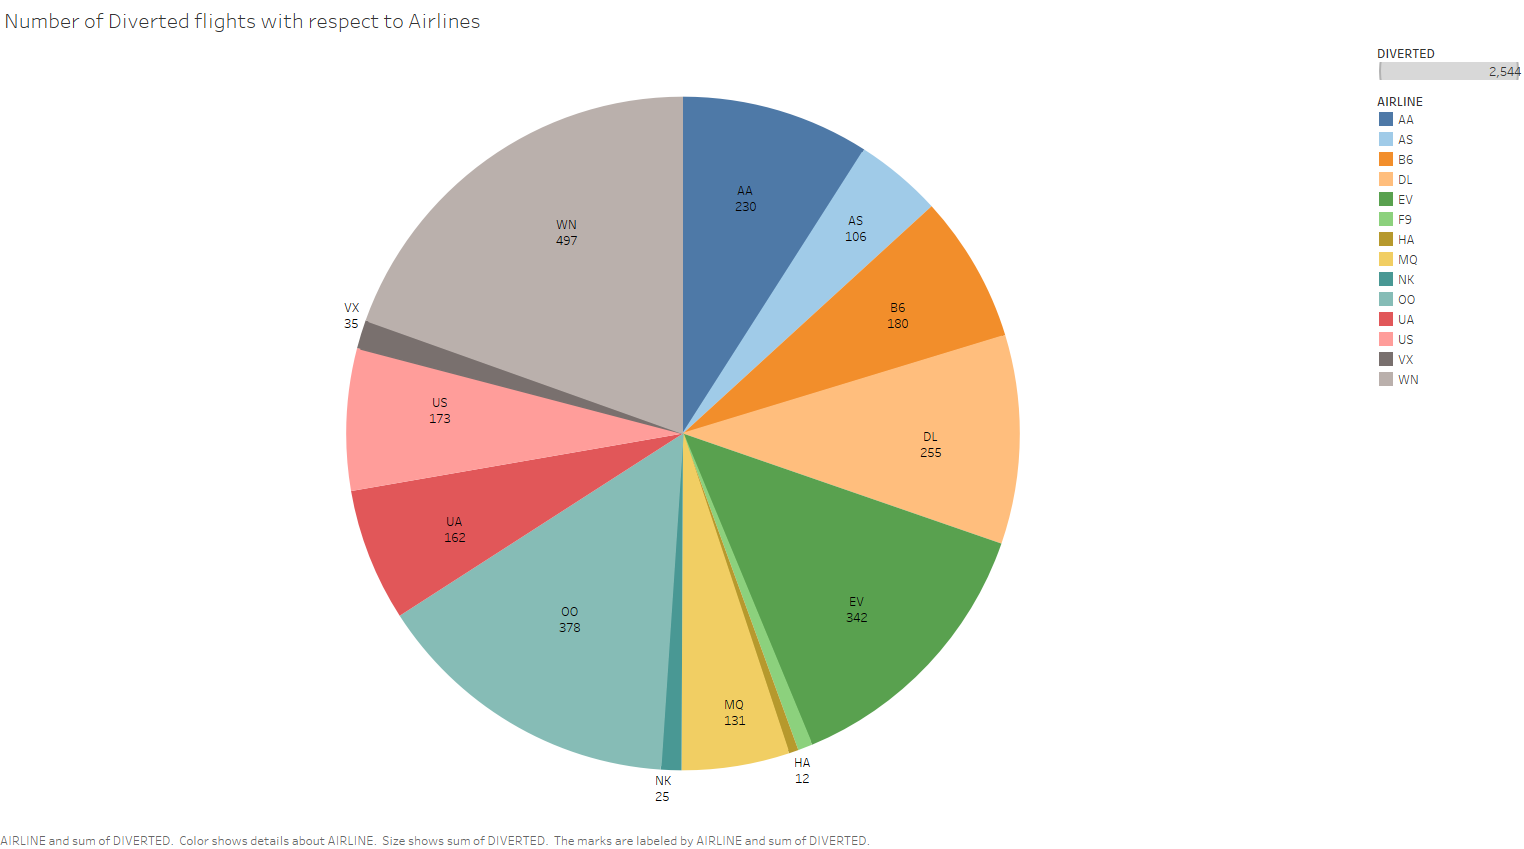 Number of Diverted flights with respect to Airlines
DIVERTED
2,544
AIRLINE
AA
AS
B6
DL
EV
F9
HA
MQ
NK
OO
UA
US
VX
WN
AA
230
AS
106
WN
497
B6
180
VX
35
US
173
DL
255
UA
162
EV
342
OO
378
MQ
131
HA
12
NK
25
AIRLINE and sum of DIVERTED.  Color shows details about AIRLINE.  Size shows sum of DIVERTED.  The marks are labeled by AIRLINE and sum of DIVERTED.